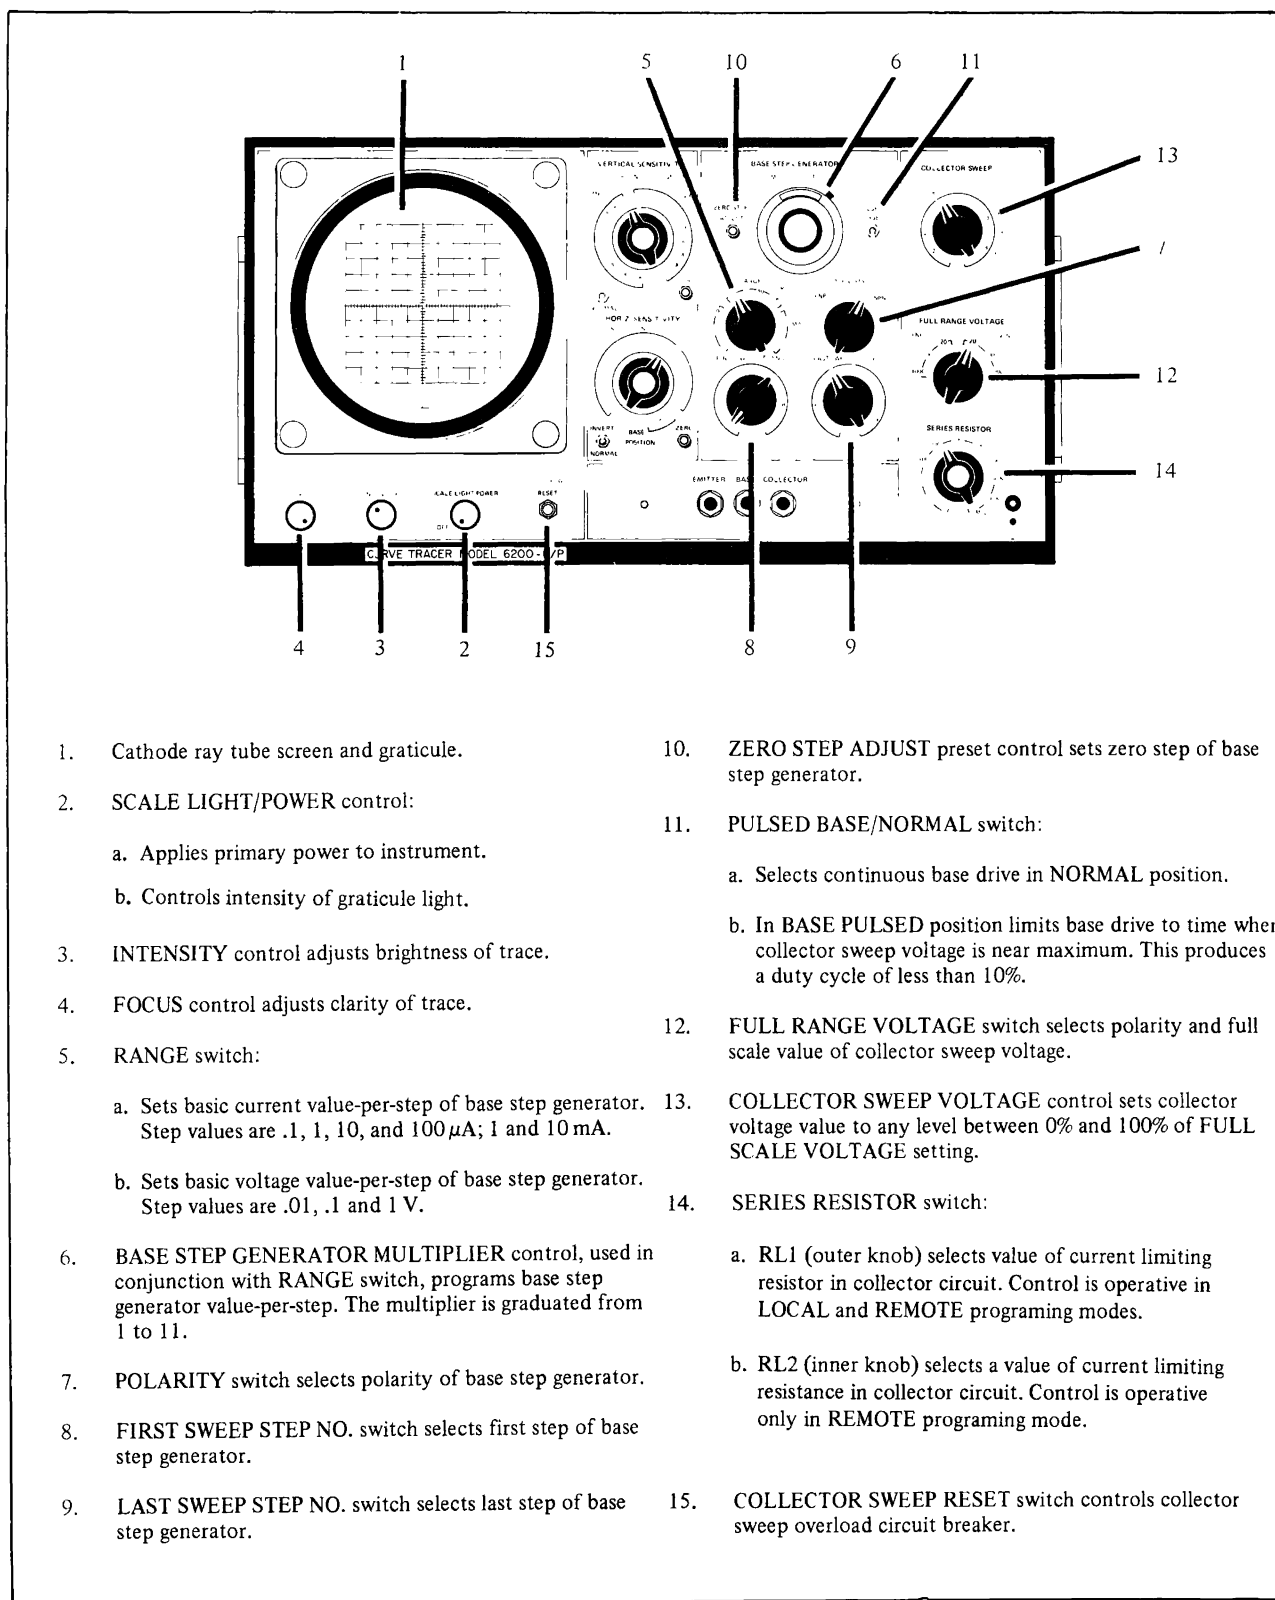 1
5
10
6
11
13
12
14
VERTICAL SENSITIVIT
BASE STEP GENERATOR
COLLECTOR SWEEP
HORIZ SENSITIVITY
FULL RANGE VOLTAGE
SERIES RESISTOR
INVERT
BASE
ZERO
POSITION
NORMAL
EMITTER BASE COLLECTOR
SCALE LIGHT POWER
OFF
RESET
CURVE TRACER MODEL 6200-
4
3
2
15
8
9
1. Cathode ray tube screen and graticule.
2. SCALE LIGHT/POWER control:
a. Applies primary power to instrument.
b. Controls intensity of graticule light.
3. INTENSITY control adjusts brightness of trace.
4. FOCUS control adjusts clarity of trace.
5. RANGE switch:
a. Sets basic current value-per-step of base step generator.
Step values are .1, 1, 10, and 100 μA; 1 and 10 mA.
b. Sets basic voltage value-per-step of base step generator.
Step values are .01, .1 and 1 V.
6. BASE STEP GENERATOR MULTIPLIER control, used in
conjunction with RANGE switch, programs base step
generator value-per-step. The multiplier is graduated from
1 to 11.
7. POLARITY switch selects polarity of base step generator.
8. FIRST SWEEP STEP NO. switch selects first step of base
step generator.
9. LAST SWEEP STEP NO. switch selects last step of base
step generator.
10. ZERO STEP ADJUST preset control sets zero step of base
step generator.
11. PULSED BASE/NORMAL switch:
a. Selects continuous base drive in NORMAL position.
b. In BASE PULSED position limits base drive to time when
collector sweep voltage is near maximum. This produces
a duty cycle of less than 10%.
12. FULL RANGE VOLTAGE switch selects polarity and full
scale value of collector sweep voltage.
13. COLLECTOR SWEEP VOLTAGE control sets collector
voltage value to any level between 0% and 100% of FULL
SCALE VOLTAGE setting.
14. SERIES RESISTOR switch:
a. RL1 (outer knob) selects value of current limiting
resistor in collector circuit. Control is operative in
LOCAL and REMOTE programing modes.
b. RL2 (inner knob) selects a value of current limiting
resistance in collector circuit. Control is operative
only in REMOTE programing mode.
15. COLLECTOR SWEEP RESET switch controls collector
sweep overload circuit breaker.